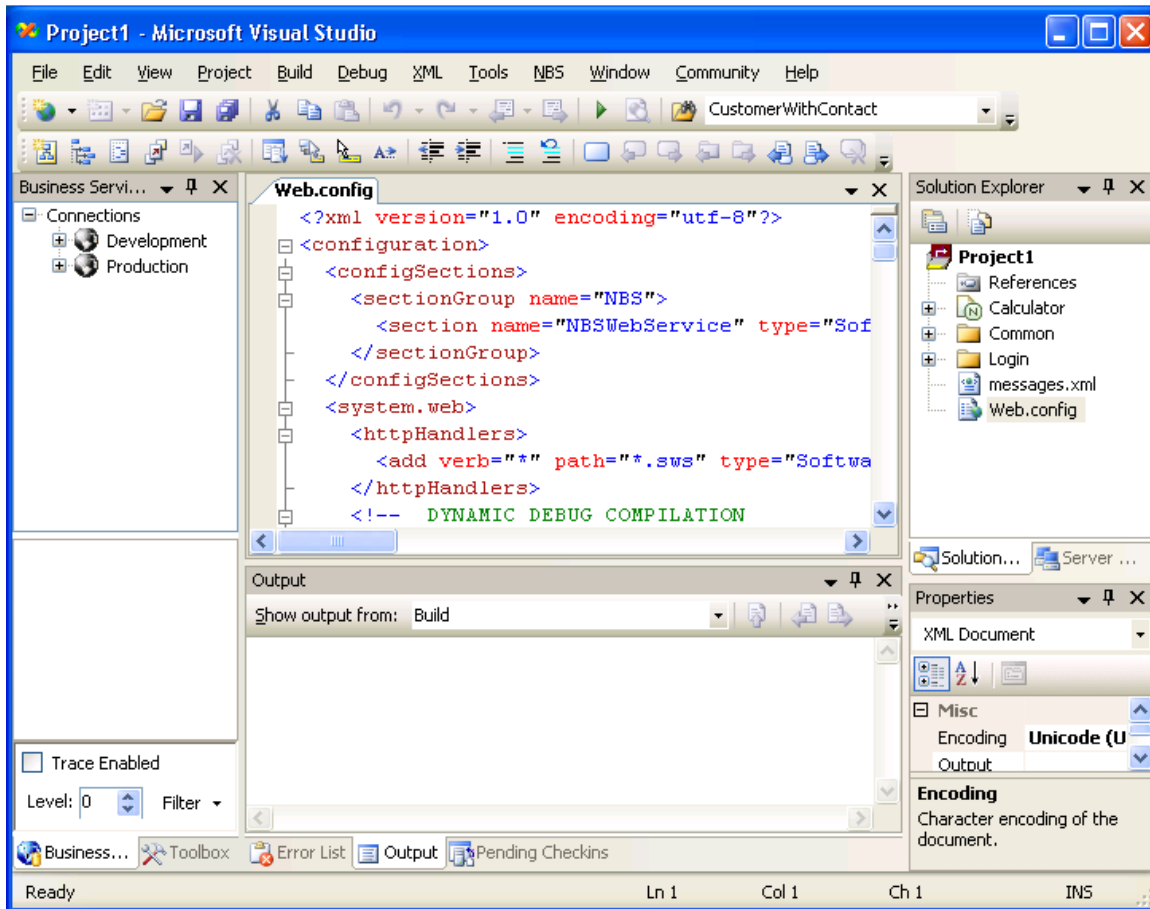 Project1 - Microsoft Visual Studio
File Edit View Project Build Debug XML Tools NBS Window Community Help
CustomerWithContact
Business Servi...
Connections
Development
Production
Trace Enabled
Level: 0 Filter
Business... Toolbox
Web.config
<?xml version="1.0" encoding="utf-8"?>
<configuration>
<configSections>
<sectionGroup name="NBS">
<section name="NBSWebService" type="Sof
</sectionGroup>
</configSections>
<system.web>
<httpHandlers>
<add verb="*" path="*.sws" type="Softwa
</httpHandlers>
<!-- DYNAMIC DEBUG COMPILATION
Output
Show output from: Build
Error List Output Pending Checkins
Solution Explorer
Project1
References
Calculator
Common
Login
messages.xml
Web.config
Solution... Server ...
Properties
XML Document
Misc
Encoding Unicode (U
Output
Encoding
Character encoding of the
document.
Ready Ln 1 Col 1 Ch 1 INS